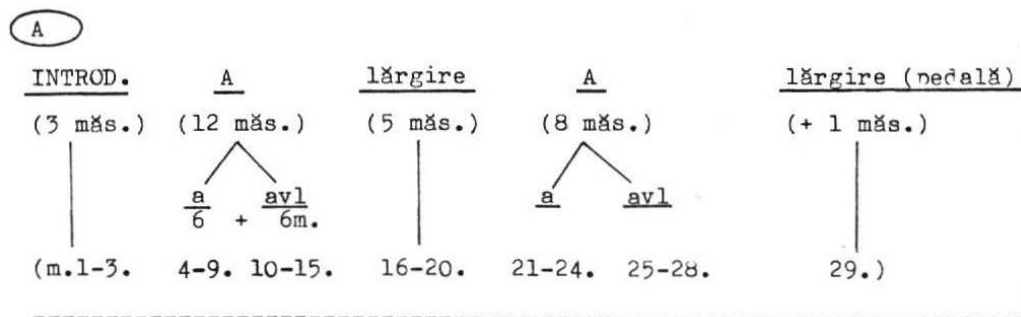 A
INTROD. A lărgire A lărgire (pedală)
(3 măs.) (12 măs.) (5 măs.) (8 măs.) (+ 1 măs.)
a avl a avl
6 + 6m.
(m.1-3. 4-9. 10-15. 16-20. 21-24. 25-28. 29.)